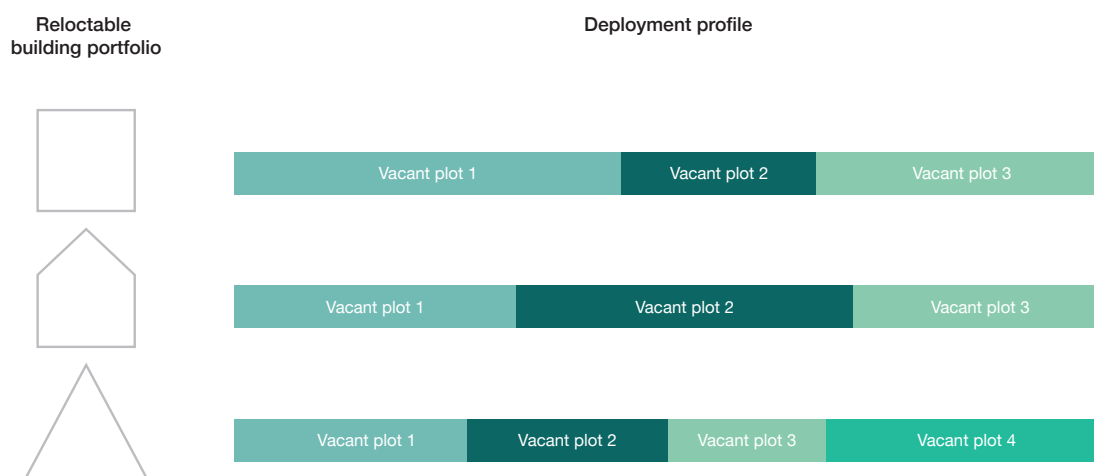 Reloctable
building portfolio
Deployment profile
Vacant plot 1
Vacant plot 2
Vacant plot 3
Vacant plot 1
Vacant plot 2
Vacant plot 3
Vacant plot 1
Vacant plot 2
Vacant plot 3
Vacant plot 4